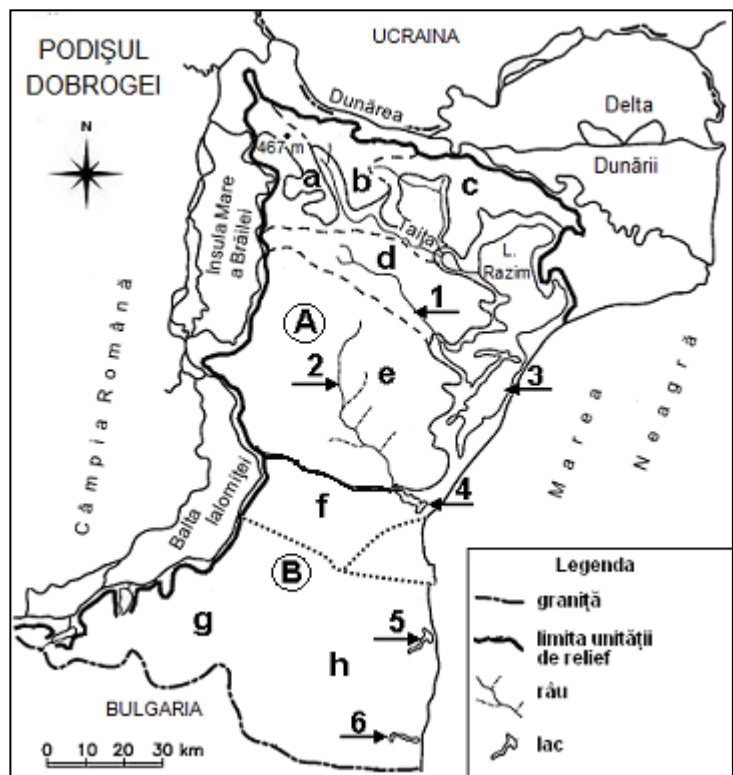 PODIŞUL
DOBROGEI
UCRAINA
N
Dunărea
Delta
Dunării
467 m
a
b
c
Taiţa
L.
Razim
Insula Mare
a Brăilei
d
1
A
2
e
3
Câmpia Română
Marea
Neagră
4
f
Balta
Ialomiţei
B
g
h
5
6
BULGARIA
0 10 20 30 km
Legenda
graniţă
limita unităţii
de relief
râu
lac